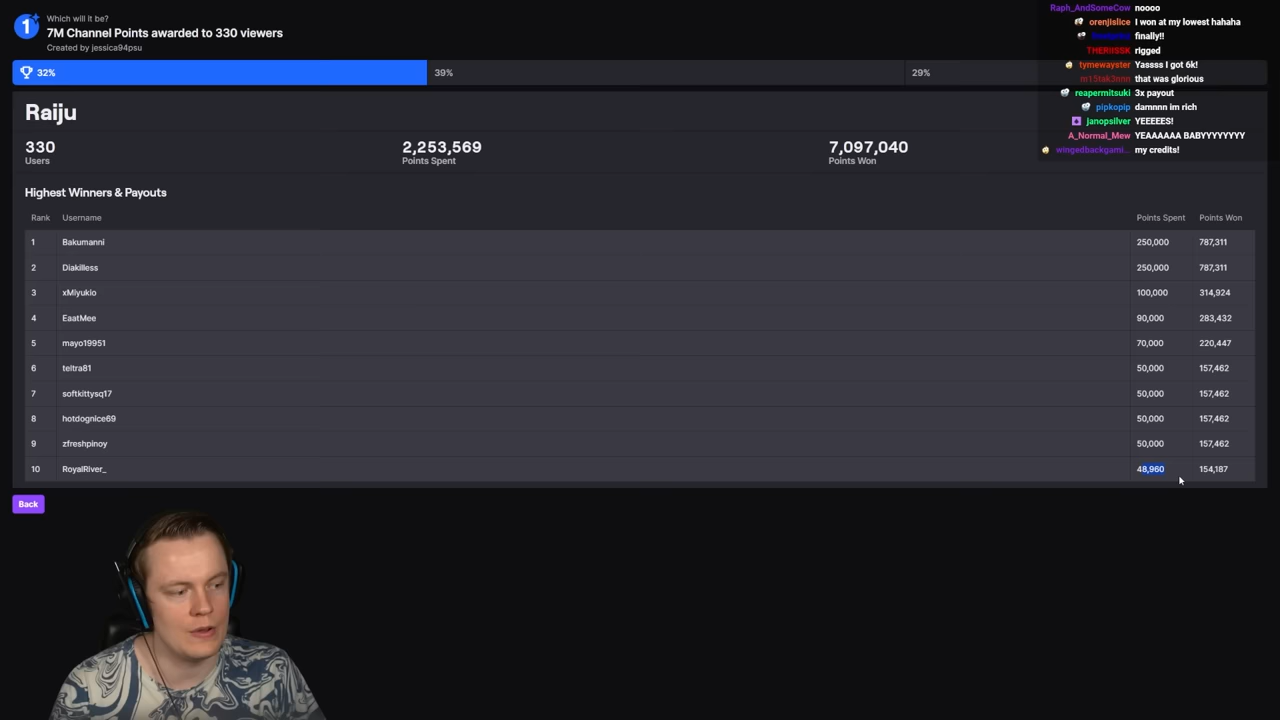 Which will it be?
7M Channel Points awarded to 330 viewers
Created by jessica94psu
32%
39%
29%
Raiju
330
Users
2,253,569
Points Spent
7,097,040
Points Won
Highest Winners & Payouts
Rank Username Points Spent Points Won
1 Bakumanni 250,000 787,311
2 Diakilless 250,000 787,311
3 xMiyukio 100,000 314,924
4 EaatMee 90,000 283,432
5 mayo19951 70,000 220,447
6 teltra81 50,000 157,462
7 softkittysq17 50,000 157,462
8 hotdognice69 50,000 157,462
9 zfreshpinoy 50,000 157,462
10 RoyalRiver_ 48,960 154,187
Back
Raph_AndSomeCow noooo
orenjislice I won at my lowest hahaha
finally!!
THERIISSK rigged
tymewayster Yassss I got 6k!
that was glorious
reapermitsuki 3x payout
pipkopip damnnn im rich
janopsilver YEEEEES!
A_Normal_Mew YEAAAAAA BABYYYYYYY
wingedbackgami... my credits!